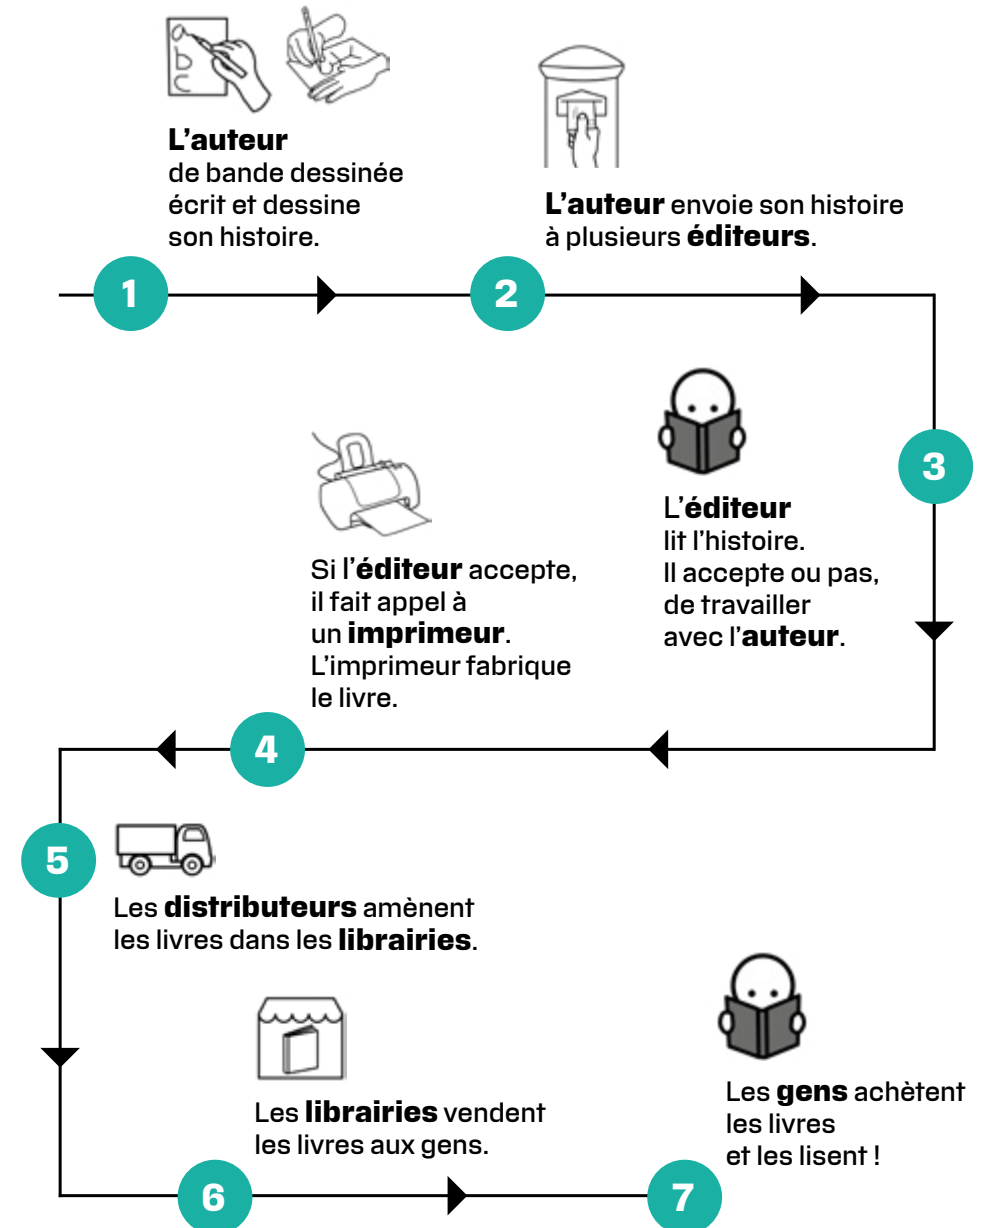 L'auteur
de bande dessinée
écrit et dessine
son histoire.
L'auteur envoie son histoire
à plusieurs éditeurs.
1
2
3
L'éditeur
lit l'histoire.
Il accepte ou pas,
de travailler
avec l'auteur.
Si l'éditeur accepte,
il fait appel à
un imprimeur.
L'imprimeur fabrique
le livre.
4
5
Les distributeurs amènent
les livres dans les librairies.
Les librairies vendent
les livres aux gens.
6
Les gens achètent
les livres
et les lisent !
7